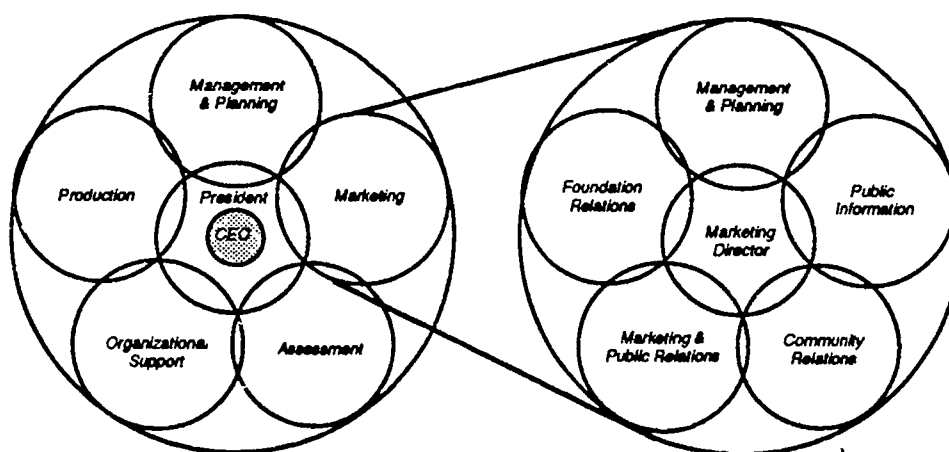 Management
& Planning
Production
President
Marketing
CEO
Organizational
Support
Assessment
Management
& Planning
Foundation
Relations
Public
Information
Marketing
Director
Marketing &
Public Relations
Community
Relations